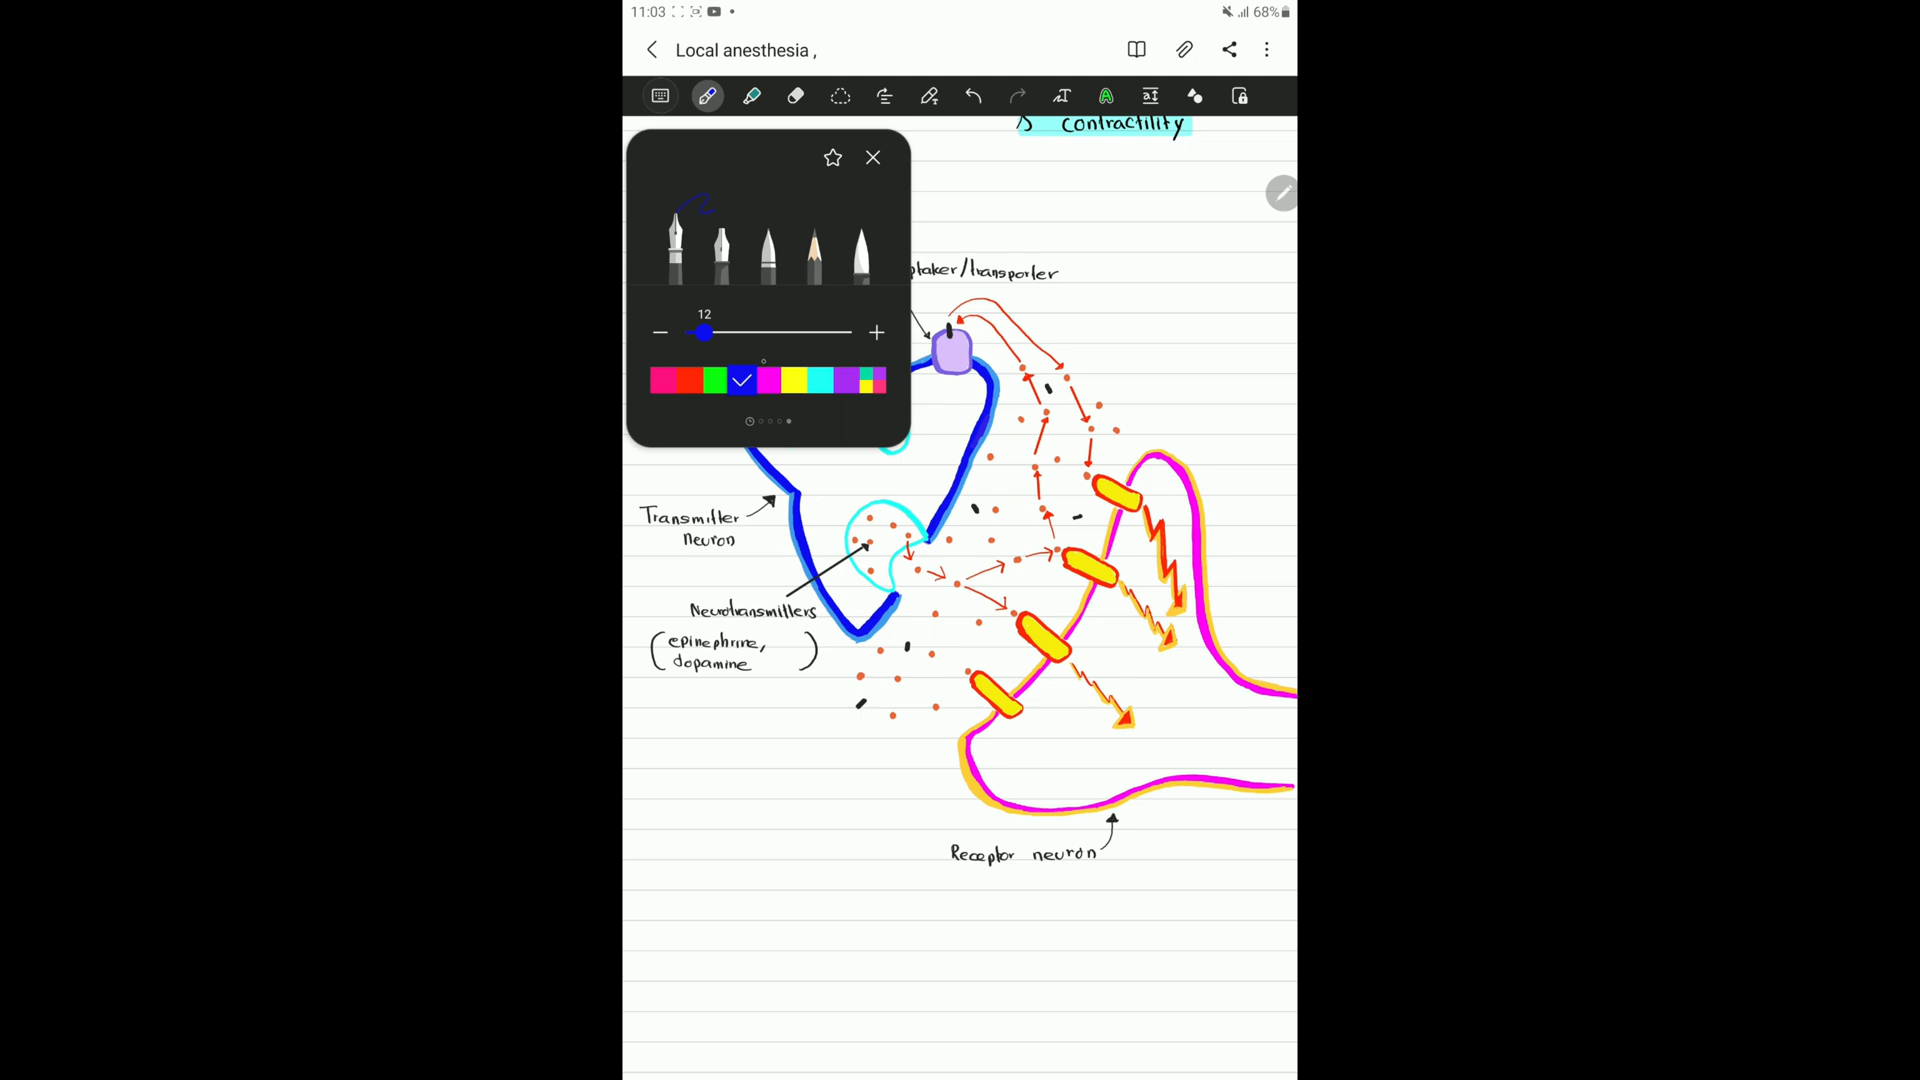 11:03
68%
Local anesthesia ,
contractility
12
ptaker/transporter
Transmitter
neuron
Neurotransmitters
(epinephrine,
dopamine )
Receptor neuron